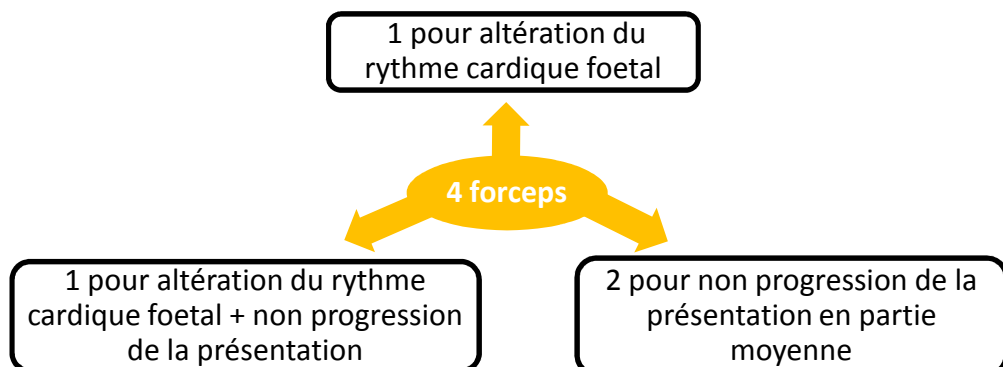 1 pour altération du
rythme cardique foetal
4 forceps
1 pour altération du rythme
cardique foetal + non progression
de la présentation
2 pour non progression de la
présentation en partie
moyenne